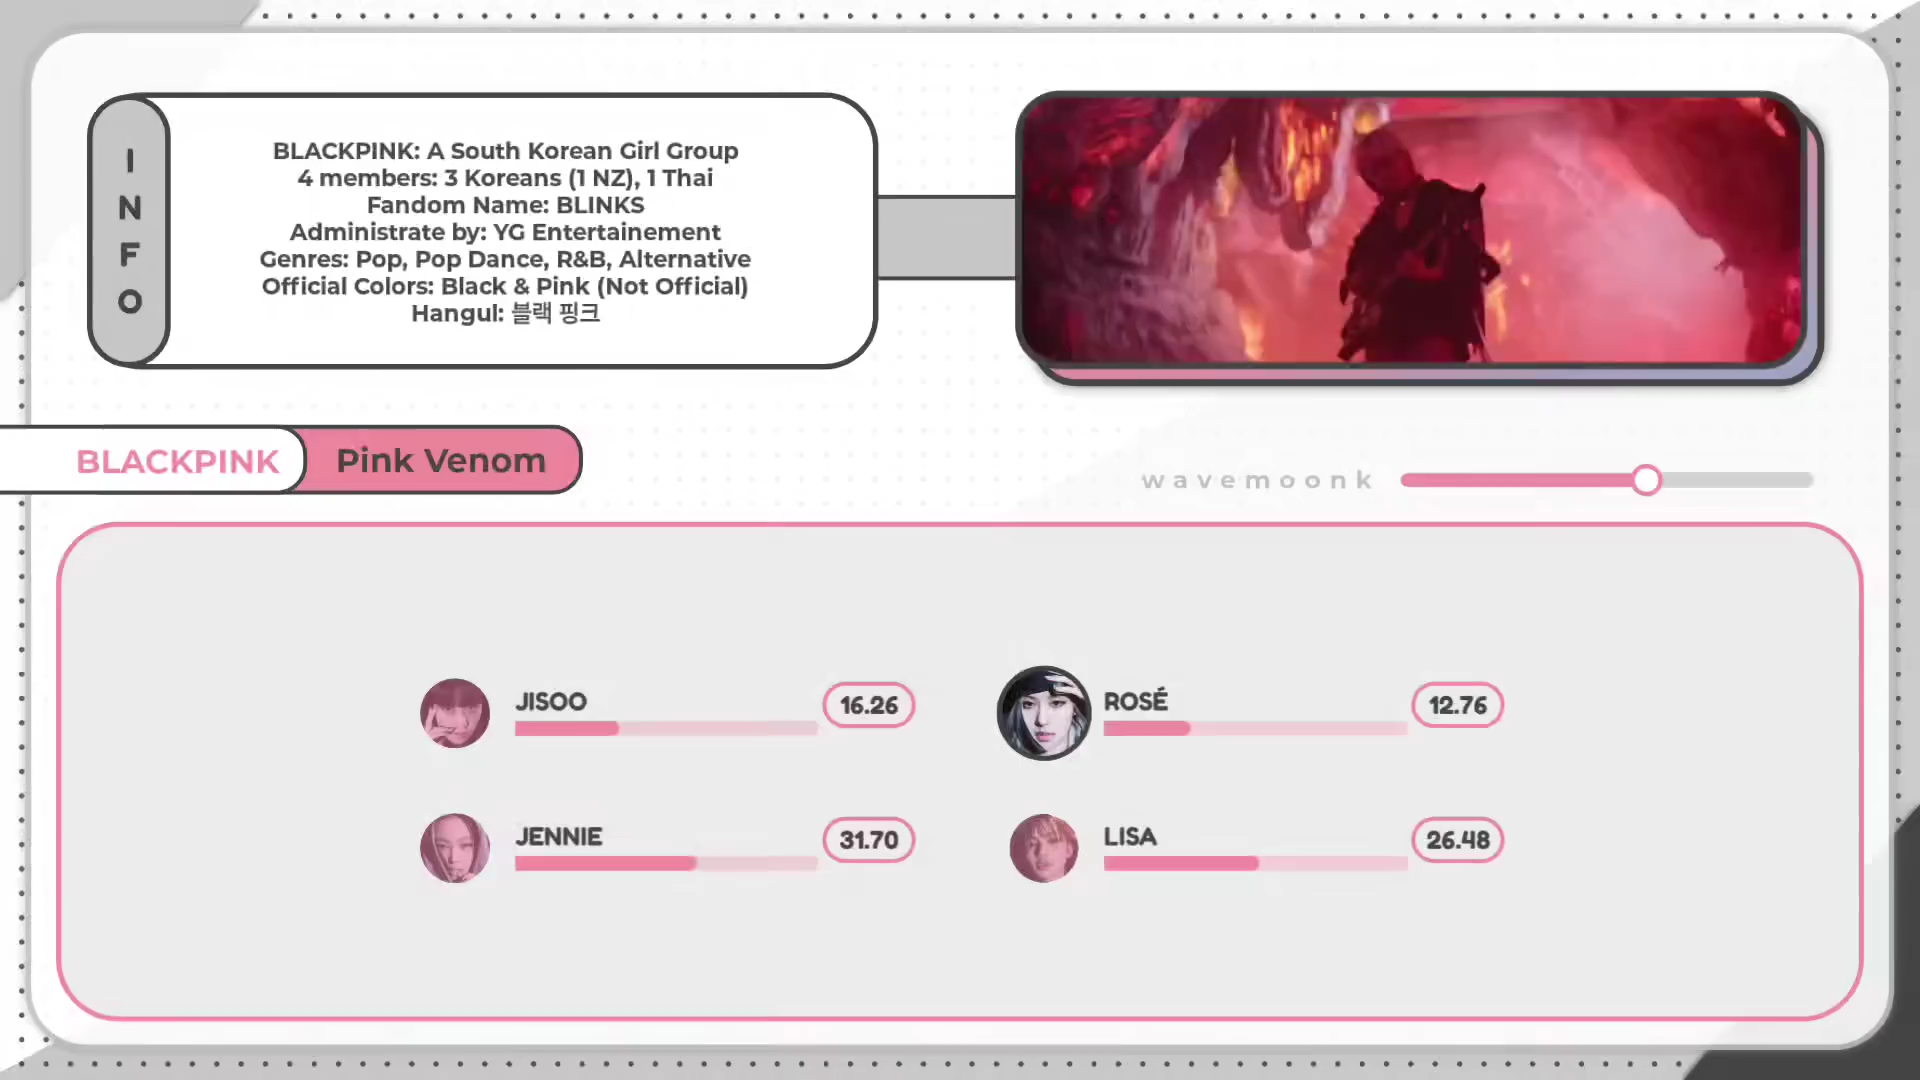 INFO
BLACKPINK: A South Korean Girl Group
4 members: 3 Koreans (1 NZ), 1 Thai
Fandom Name: BLINKS
Administrate by: YG Entertainement
Genres: Pop, Pop Dance, R&B, Alternative
Official Colors: Black & Pink (Not Official)
Hangul: 블랙 핑크
BLACKPINK Pink Venom
wavemoonk
JISOO 16.26
ROSÉ 12.76
JENNIE 31.70
LISA 26.48